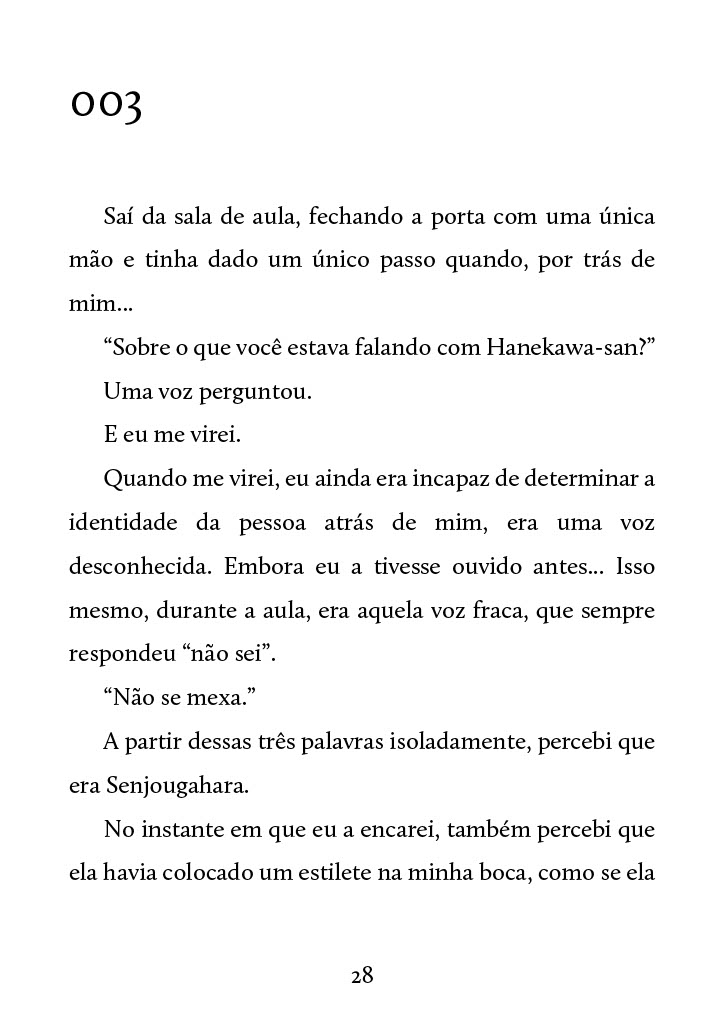 003
Saí da sala de aula, fechando a porta com uma única
mão e tinha dado um único passo quando, por trás de
mim...
“Sobre o que você estava falando com Hanekawa-san?”
Uma voz perguntou.
E eu me virei.
Quando me virei, eu ainda era incapaz de determinar a
identidade da pessoa atrás de mim, era uma voz
desconhecida. Embora eu a tivesse ouvido antes... Isso
mesmo, durante a aula, era aquela voz fraca, que sempre
respondeu “não sei”.
“Não se mexa.”
A partir dessas três palavras isoladamente, percebi que
era Senjougahara.
No instante em que eu a encarei, também percebi que
ela havia colocado um estilete na minha boca, como se ela
28